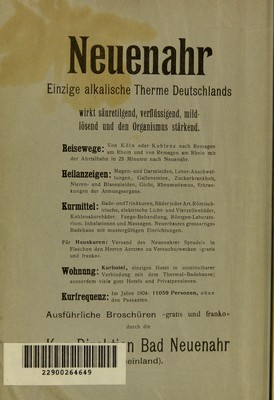 Neuenahr
Einzige alkalische Therme Deutschlands
wirkt säuretilgend, verflüssigend, mild-
lösend und den Organismus stärkend.
Reisewege: Von Köln oder Koblenz nach Remagen
am Rhein und von Remagen am Rhein mit
der Ahrtalbahn in 25 Minuten nach Neuenahr.
Heilanzeigen: Magen- und Darmleiden, Leber-Anschwel-
lungen, Gallensteine, Zuckerkrankheit,
Nieren- und Blasenleiden, Gicht, Rheumatismus, Erkran-
kungen der Atmungsorgane.
Kurmittel: Bade- und Trinkkuren, Bäder jeder Art. Römisch-
irische, elektrische Licht- und Vierzellenbäder,
Kohlensäurebäder, Fango-Behandlung, Röntgen-Laborato-
rium, Inhalationen und Massagen. Neuerbautes grossartiges
Badehaus mit mustergültigen Einrichtungen.
Für Hauskuren: Versand des Neuenahrer Sprudels in
Flaschen den Herren Aerzten zu Versuchszwecken »gratis
und franko«.
Wohnung: Kurhotel, einziges Hotel in unmittelbarer
Verbindung mit dem Thermal-Badehause;
ausserdem viele gute Hotels und Privatpensionen.
Kurfrequenz: Im Jahre 1904: 11059 Personen, ohne
den Passanten.
Ausführliche Broschüren »gratis und franko«
durch die
Direktion Bad Neuenahr
einland).
22900264649